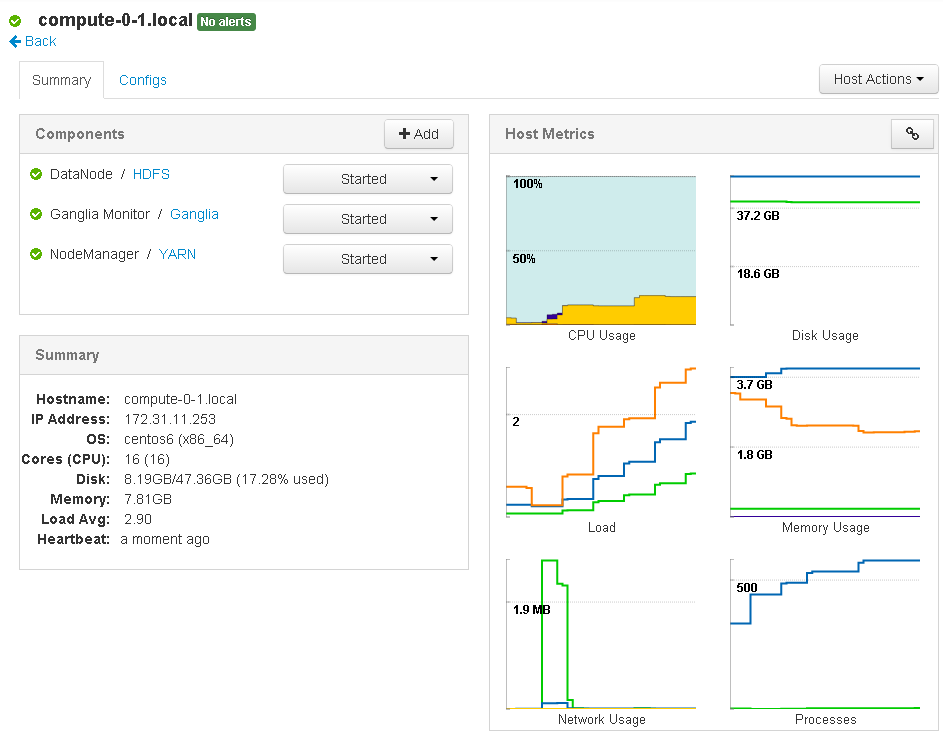 compute-0-1.local No alerts
Back
Summary Configs Host Actions
Components + Add
DataNode / HDFS Started
Ganglia Monitor / Ganglia Started
NodeManager / YARN Started
Summary
Hostname: compute-0-1.local
IP Address: 172.31.11.253
OS: centos6 (x86_64)
Cores (CPU): 16 (16)
Disk: 8.19GB/47.36GB (17.28% used)
Memory: 7.81GB
Load Avg: 2.90
Heartbeat: a moment ago
Host Metrics
100%
50%
CPU Usage
37.2 GB
18.6 GB
Disk Usage
2
Load
3.7 GB
1.8 GB
Memory Usage
1.9 MB
Network Usage
500
Processes